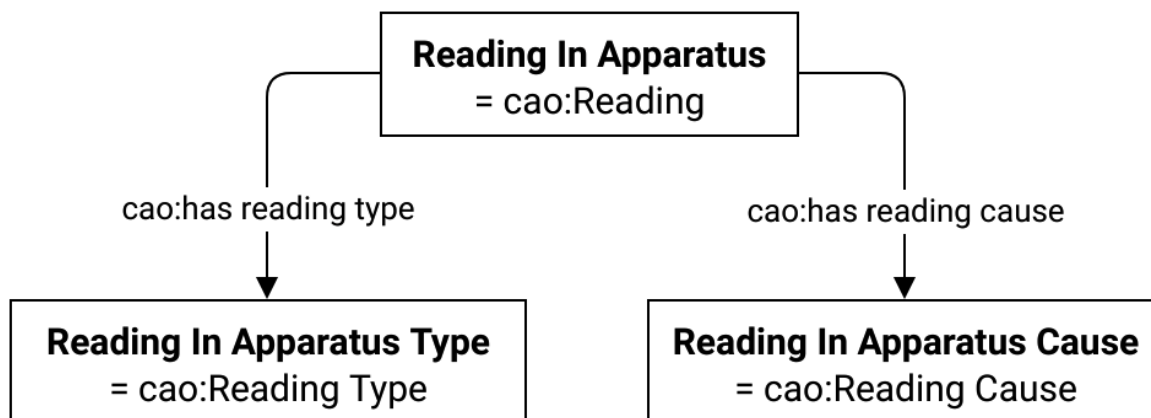 Reading In Apparatus
= cao:Reading
cao:has reading type
cao:has reading cause
Reading In Apparatus Type
= cao:Reading Type
Reading In Apparatus Cause
= cao:Reading Cause